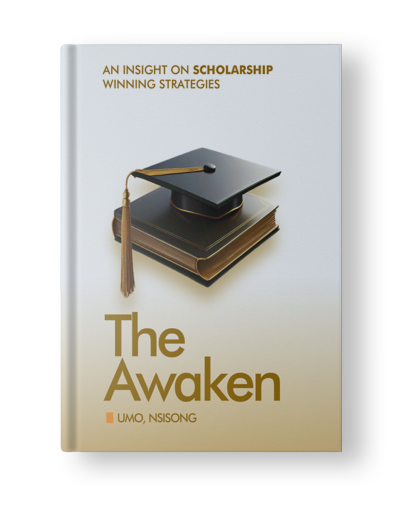 AN INSIGHT ON SCHOLARSHIP
WINNING STRATEGIES
The
Awaken
UMO, NSISONG